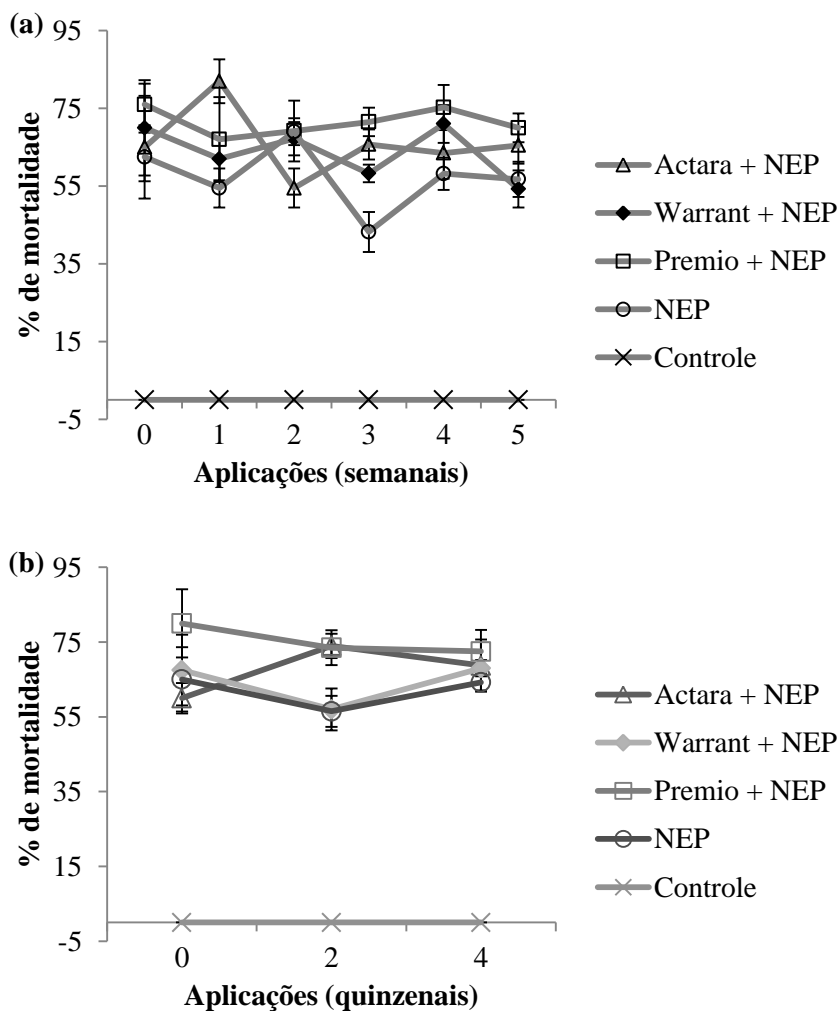 (a)
% de mortalidade
95
75
55
35
15
-5
0 1 2 3 4 5
Aplicações (semanais)
Actara + NEP
Warrant + NEP
Premio + NEP
NEP
Controle
(b)
% de mortalidade
95
75
55
35
15
-5
0 2 4
Aplicações (quinzenais)
Actara + NEP
Warrant + NEP
Premio + NEP
NEP
Controle